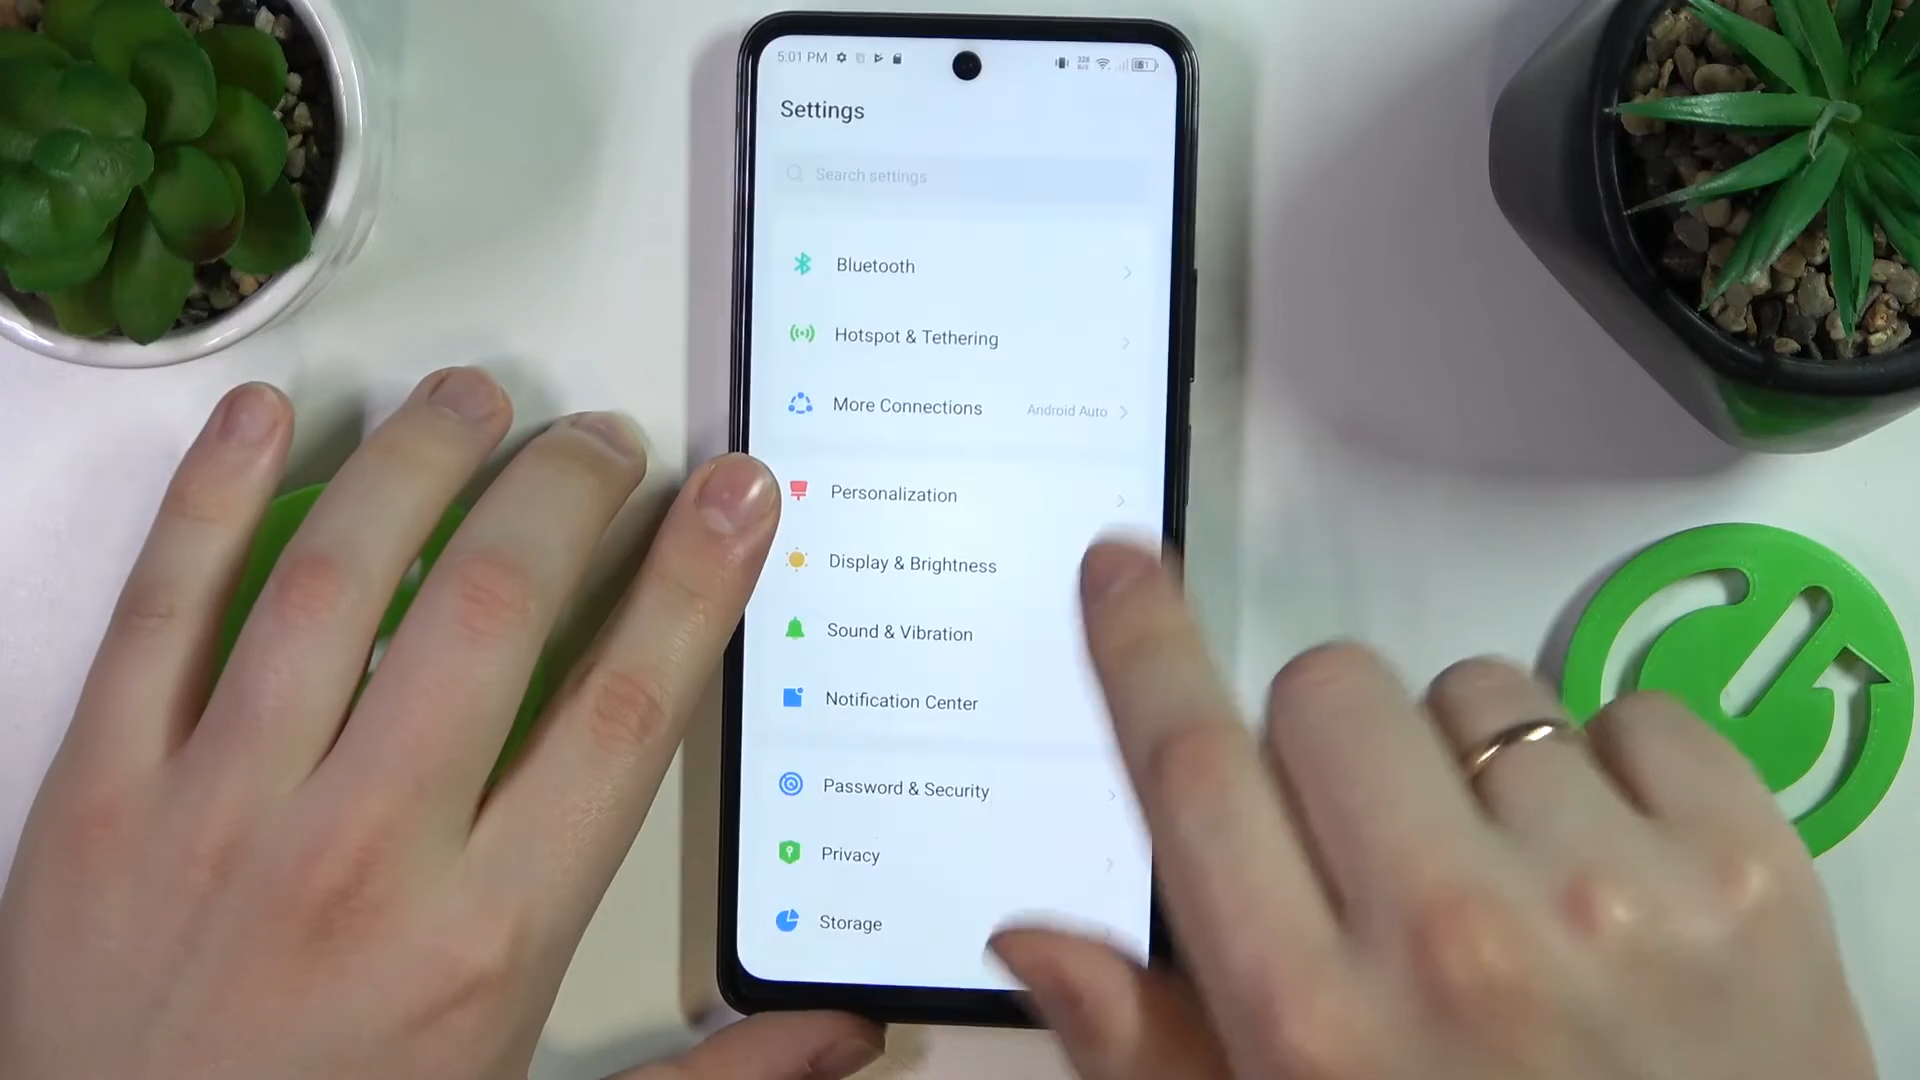 5:01 PM
Settings
Search settings
Bluetooth
Hotspot & Tethering
More Connections Android Auto
Personalization
Display & Brightness
Sound & Vibration
Notification Center
Password & Security
Privacy
Storage